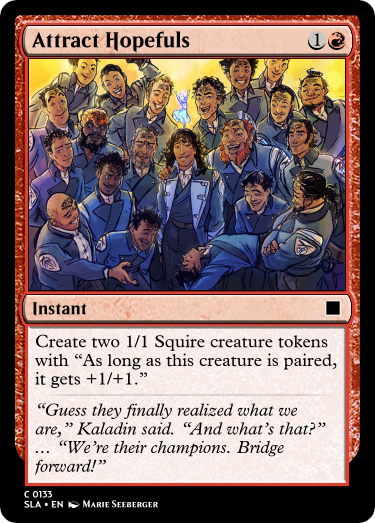 Attract Hopefuls 1
Instant
Create two 1/1 Squire creature tokens
with “As long as this creature is paired,
it gets +1/+1.”
“Guess they finally realized what we
are,” Kaladin said. “And what’s that?”
… “We’re their champions. Bridge
forward!”
C 0133
SLA • EN Marie Seeberger